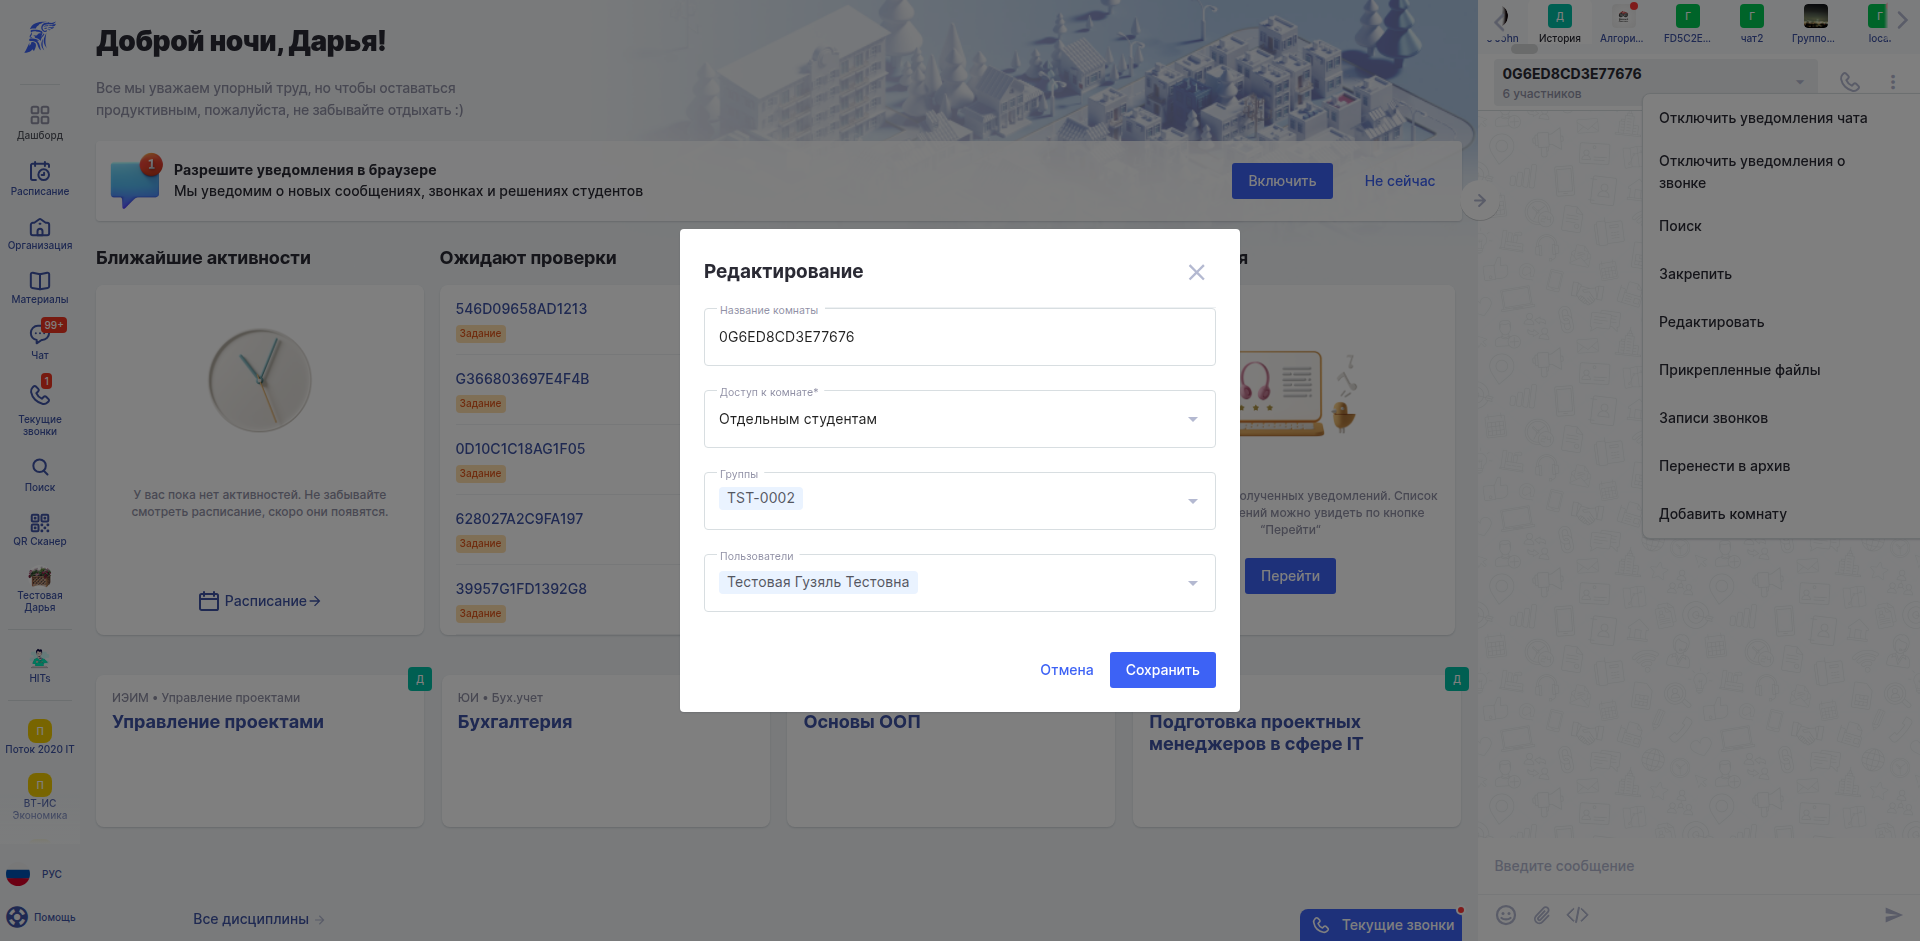 Дашборд
Расписание
Организация
Материалы
99+
Чат
1
Текущие
звонки
Поиск
QR Сканер
Тестовая
Дарья
HITs
П
Поток 2020 IT
П
ВТ-ИС
Экономика
РУС
Помощь
Доброй ночи, Дарья!
Все мы уважаем упорный труд, но чтобы оставаться
продуктивным, пожалуйста, не забывайте отдыхать :)
1
Разрешите уведомления в браузере
Мы уведомим о новых сообщениях, звонках и решениях студентов
Включить
Не сейчас
Ближайшие активности
У вас пока нет активностей. Не забывайте
смотреть расписание, скоро они появятся.
Расписание
Ожидают проверки
546D09658AD1213
Задание
G366803697E4F4B
Задание
0D10C1C18AG1F05
Задание
628027A2C9FA197
Задание
39957G1FD1392G8
Задание
я
олученных уведомлений. Список
ений можно увидеть по кнопке
"Перейти"
Перейти
Редактирование
Название комнаты
0G6ED8CD3E77676
Доступ к комнате*
Отдельным студентам
Группы
TST-0002
Пользователи
Тестовая Гузяль Тестовна
Отмена
Сохранить
Д
ИЭИМ • Управление проектами
Управление проектами
ЮИ • Бух.учет
Бухгалтерия
Основы ООП
Д
Подготовка проектных
менеджеров в сфере IT
Все дисциплины
Текущие звонки
Д
История
Алгори...
Г
FD5C2E...
Г
чат2
Группо...
Г
loca.
0G6ED8CD3E77676
6 участников
Отключить уведомления чата
Отключить уведомления о
звонке
Поиск
Закрепить
Редактировать
Прикрепленные файлы
Записи звонков
Перенести в архив
Добавить комнату
Введите сообщение